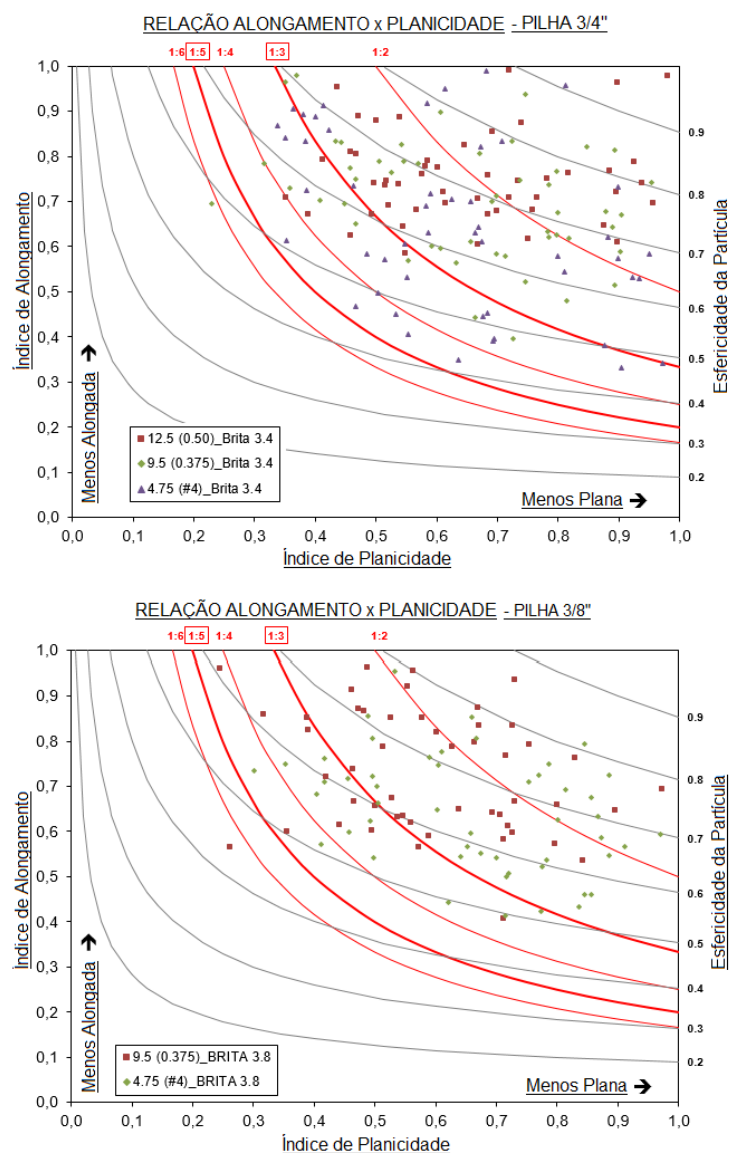 RELAÇÃO ALONGAMENTO x PLANICIDADE - PILHA 3/4"
1:6 1:5 1:4 1:3 1:2
1,0
0,9
0,8
0,7
0,6
0,5
0,4
0,3
0,2
0,1
0,0
Índice de Alongamento
Menos Alongada
12.5 (0.50)_Brita 3.4
9.5 (0.375)_Brita 3.4
4.75 (#4)_Brita 3.4
Menos Plana
0.9
0.8
0.7
0.6
0.5
0.4
0.3
0.2
Esfericidade da Partícula
0,0 0,1 0,2 0,3 0,4 0,5 0,6 0,7 0,8 0,9 1,0
Índice de Planicidade
RELAÇÃO ALONGAMENTO x PLANICIDADE - PILHA 3/8"
1:6 1:5 1:4 1:3 1:2
1,0
0,9
0,8
0,7
0,6
0,5
0,4
0,3
0,2
0,1
0,0
Índice de Alongamento
Menos Alongada
9.5 (0.375)_BRITA 3.8
4.75 (#4)_BRITA 3.8
Menos Plana
0.9
0.8
0.7
0.6
0.5
0.4
0.3
0.2
Esfericidade da Partícula
0,0 0,1 0,2 0,3 0,4 0,5 0,6 0,7 0,8 0,9 1,0
Índice de Planicidade